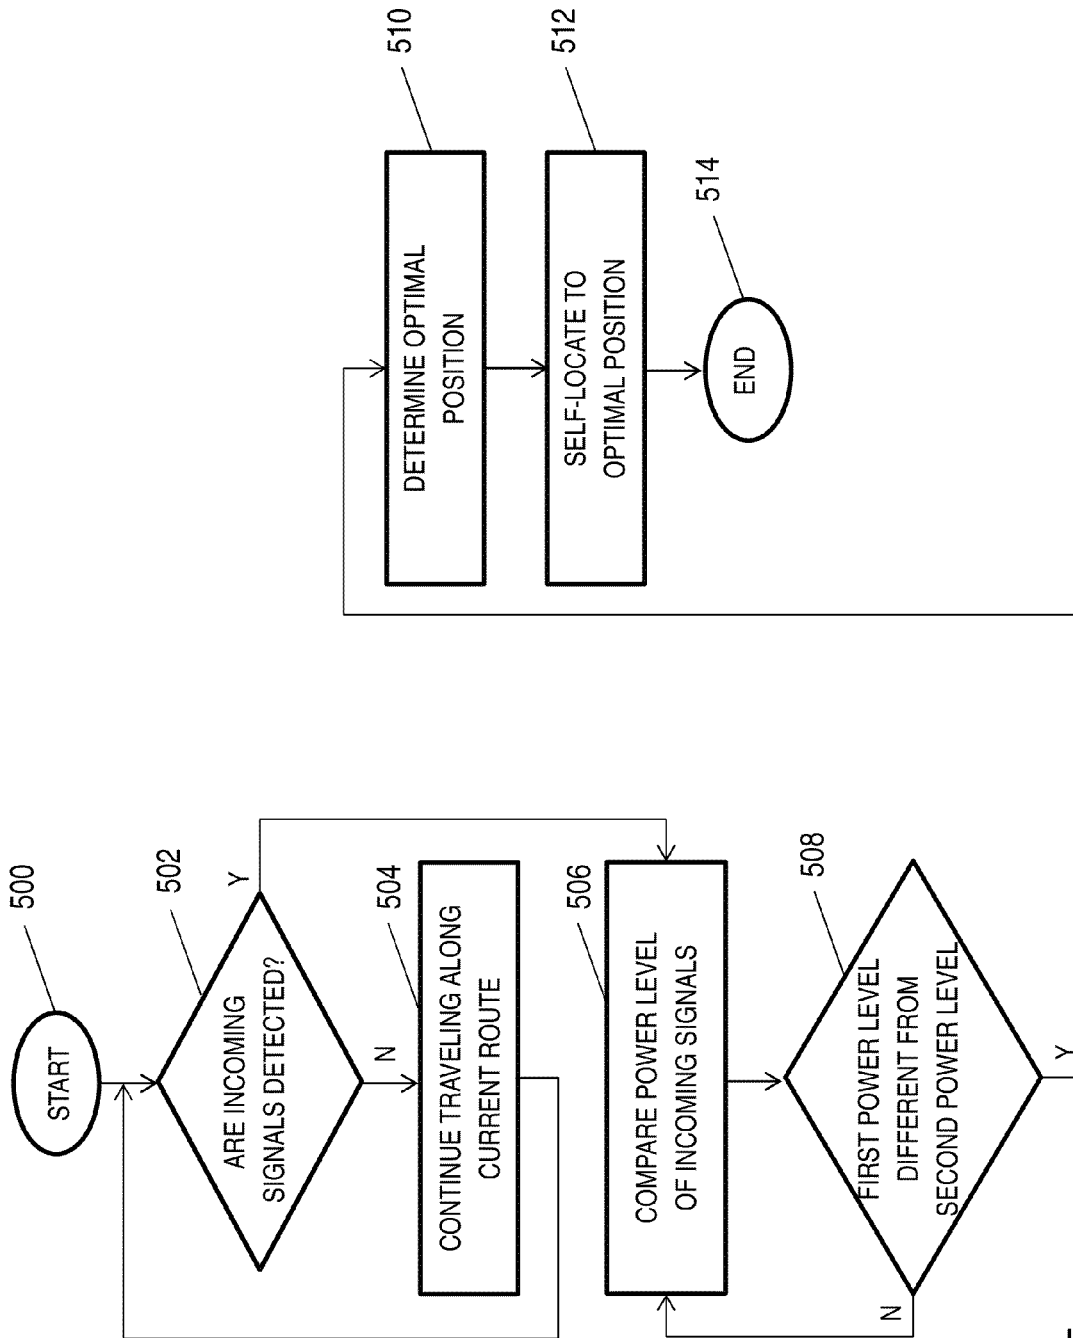 START
500
ARE INCOMING
SIGNALS DETECTED?
502
Y
N
CONTINUE TRAVELING ALONG
CURRENT ROUTE
504
COMPARE POWER LEVEL
OF INCOMING SIGNALS
506
FIRST POWER LEVEL
DIFFERENT FROM
SECOND POWER LEVEL
508
N
Y
DETERMINE OPTIMAL
POSITION
510
SELF-LOCATE TO
OPTIMAL POSITION
512
END
514